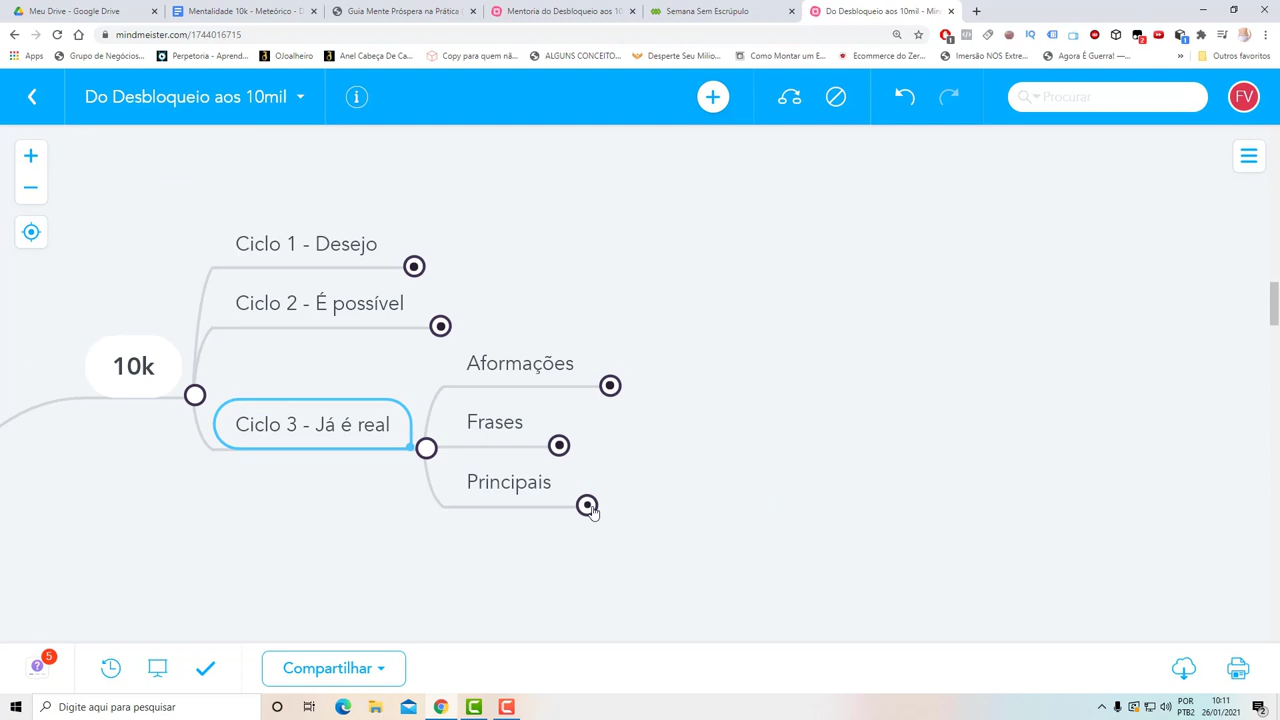 Meu Drive - Google Drive
Mentalidade 10k - Meteórico - D
Guia Mente Próspera na Prática
Mentoria do Desbloqueio aos 10
Semana Sem Escrúpulo
Do Desbloqueio aos 10mil - Min
mindmeister.com/1744016715
Apps
Grupo de Negócios...
Perpetoria - Aprend...
OJoalheiro
Anel Cabeça De Ca...
Copy para quem nã...
ALGUNS CONCEITO...
Desperte Seu Milio...
Como Montar um E...
Ecommerce do Zer...
Imersão NOS Extre...
Agora É Guerra! —...
»
Outros favoritos
Do Desbloqueio aos 10mil
Procurar
FV
Ciclo 1 - Desejo
Ciclo 2 - É possível
Aformações
10k
Ciclo 3 - Já é real
Frases
Principais
5
Compartilhar
Digite aqui para pesquisar
POR
PTB2
10:11
26/01/2021
2